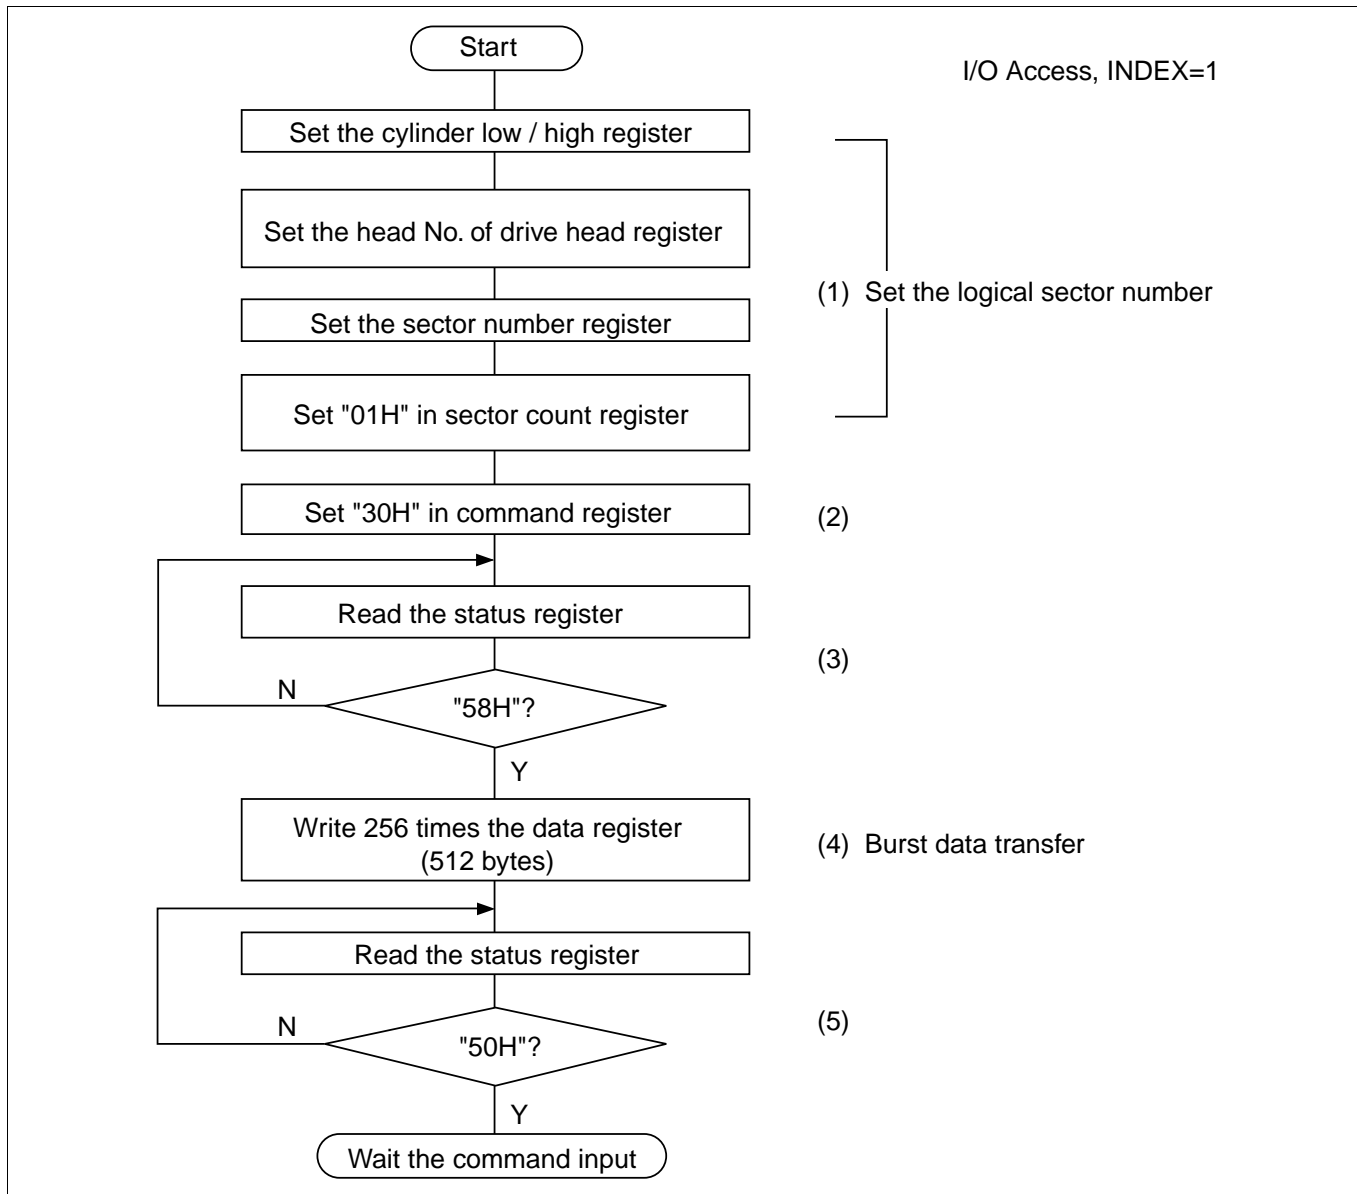 Start
I/O Access, INDEX=1
Set the cylinder low / high register
Set the head No. of drive head register
(1) Set the logical sector number
Set the sector number register
Set "01H" in sector count register
Set "30H" in command register
(2)
Read the status register
(3)
N
"58H"?
Y
Write 256 times the data register
(512 bytes)
(4) Burst data transfer
Read the status register
(5)
N
"50H"?
Y
Wait the command input